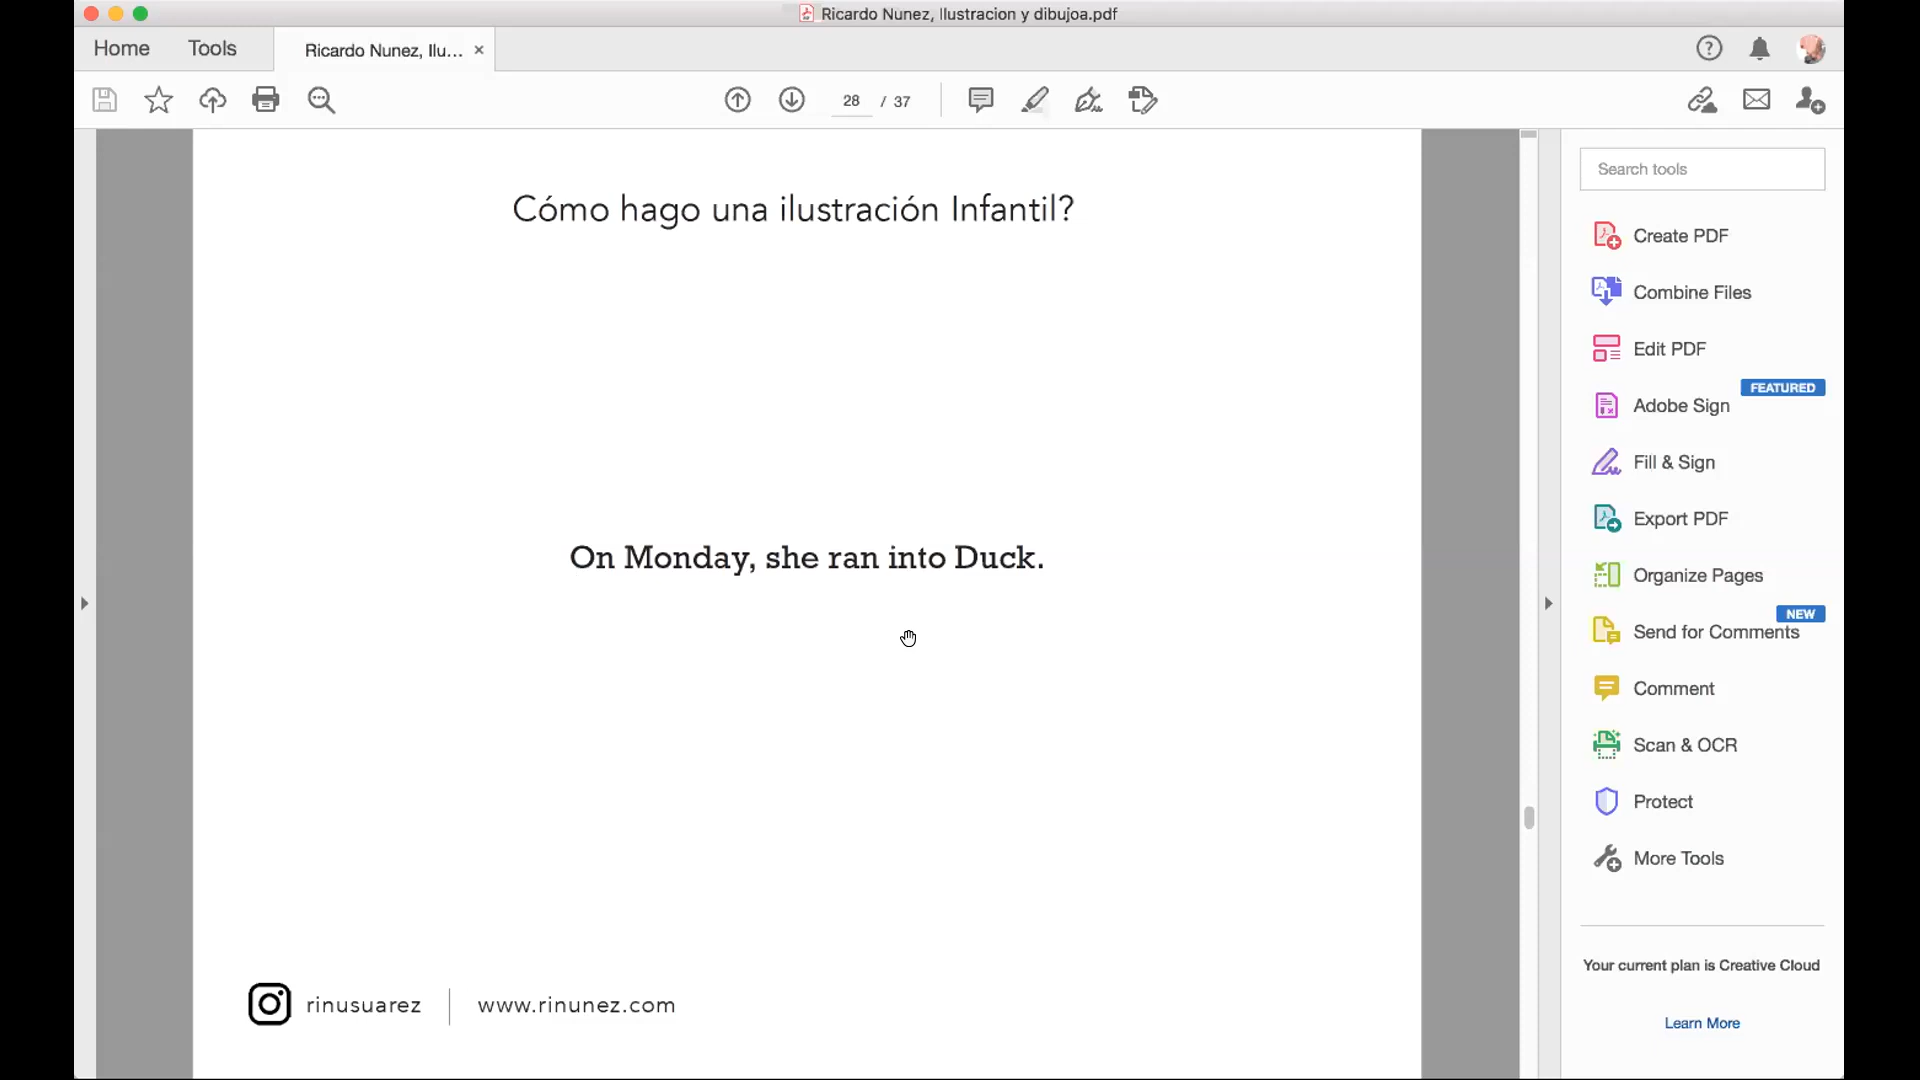 Ricardo Nunez, Ilustracion y dibujoa.pdf
Home
Tools
Ricardo Nunez, Ilu...
28 / 37
Cómo hago una ilustración Infantil?
On Monday, she ran into Duck.
rinusuarez
www.rinunez.com
Search tools
Create PDF
Combine Files
Edit PDF
FEATURED
Adobe Sign
Fill & Sign
Export PDF
Organize Pages
NEW
Send for Comments
Comment
Scan & OCR
Protect
More Tools
Your current plan is Creative Cloud
Learn More